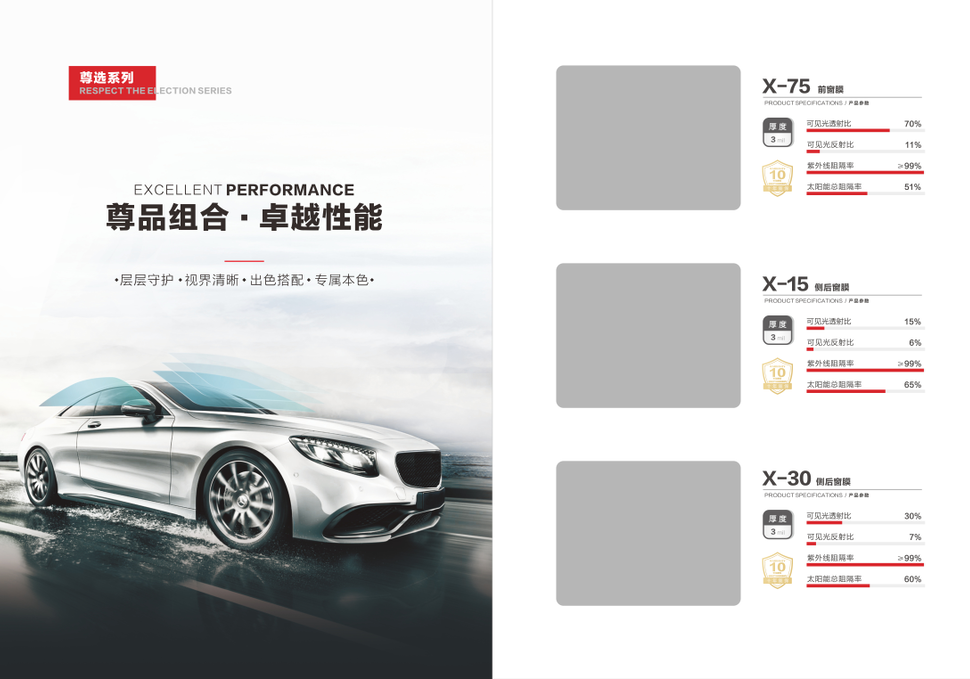 尊选系列
RESPECT THE ELECTION SERIES
EXCELLENT PERFORMANCE
尊品组合·卓越性能
·层层守护·视界清晰·出色搭配·专属本色·
X-75 前窗膜
PRODUCT SPECIFICATIONS / 产品参数
厚度
3 mil
10
可见光透射比 70%
可见光反射比 11%
紫外线阻隔率 ≥99%
太阳能总阻隔率 51%
X-15 侧后窗膜
PRODUCT SPECIFICATIONS / 产品参数
厚度
3 mil
10
可见光透射比 15%
可见光反射比 6%
紫外线阻隔率 ≥99%
太阳能总阻隔率 65%
X-30 侧后窗膜
PRODUCT SPECIFICATIONS / 产品参数
厚度
3 mil
10
可见光透射比 30%
可见光反射比 7%
紫外线阻隔率 ≥99%
太阳能总阻隔率 60%